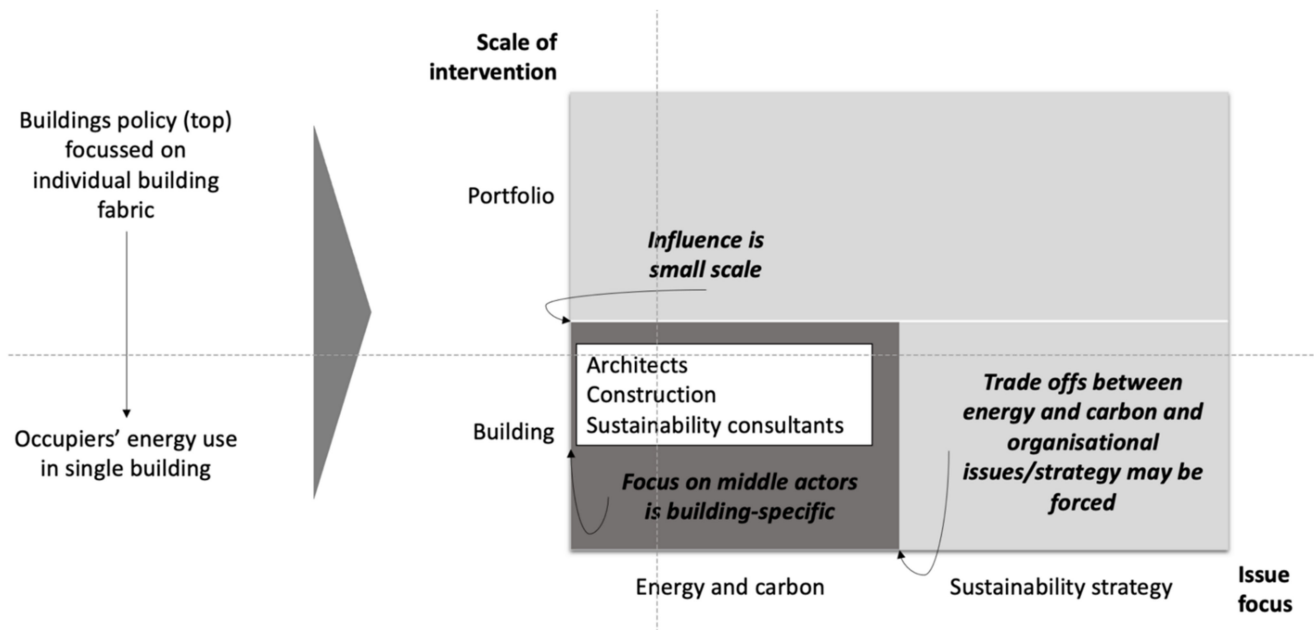 Scale of
intervention
Buildings policy (top)
focussed on
individual building
fabric
Portfolio
Influence is
small scale
Architects
Construction
Sustainability consultants
Building
Trade offs between
energy and carbon and
organisational
issues/strategy may be
forced
Occupiers' energy use
in single building
Focus on middle actors
is building-specific
Energy and carbon
Sustainability strategy
Issue
focus